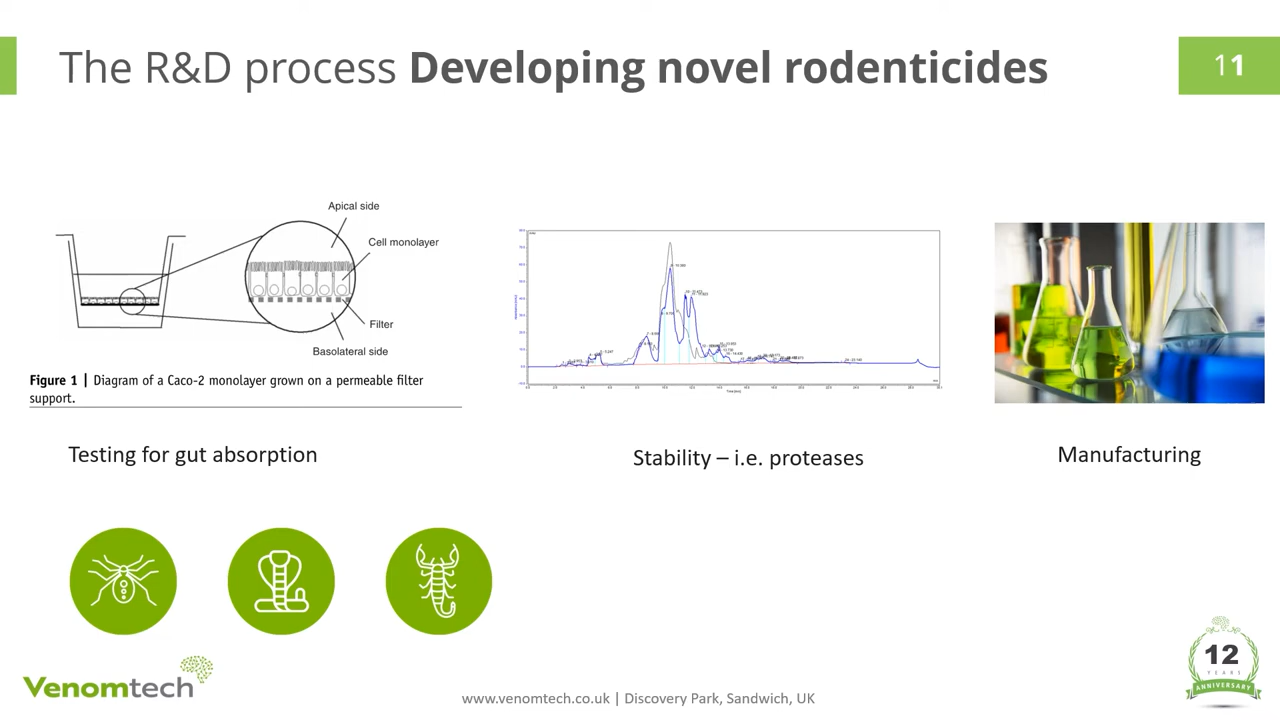 The R&D process Developing novel rodenticides
11
Apical side
Cell monolayer
Filter
Basolateral side
Figure 1 | Diagram of a Caco-2 monolayer grown on a permeable filter
support.
Testing for gut absorption
Stability – i.e. proteases
Manufacturing
Venomtech
www.venomtech.co.uk | Discovery Park, Sandwich, UK
12
YEARS
ANNIVERSARY